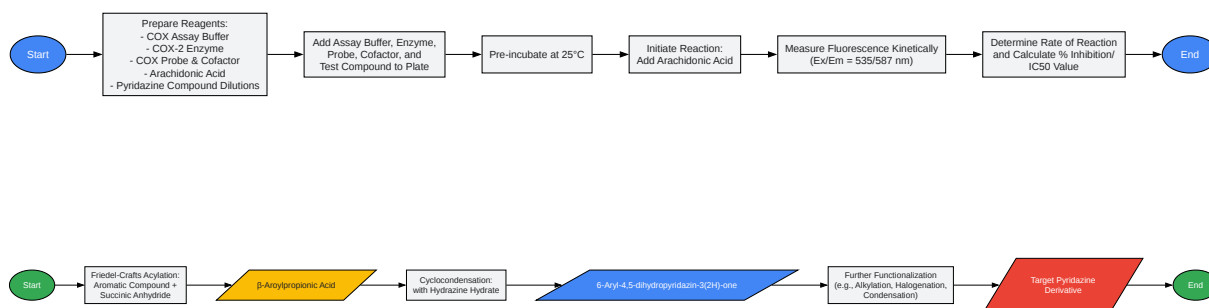 Start
Prepare Reagents:
- COX Assay Buffer
- COX-2 Enzyme
- COX Probe & Cofactor
- Arachidonic Acid
- Pyridazine Compound Dilutions
Add Assay Buffer, Enzyme,
Probe, Cofactor, and
Test Compound to Plate
Pre-incubate at 25°C
Initiate Reaction:
Add Arachidonic Acid
Measure Fluorescence Kinetically
(Ex/Em = 535/587 nm)
Determine Rate of Reaction
and Calculate % Inhibition/
IC50 Value
End
Start
Friedel-Crafts Acylation:
Aromatic Compound +
Succinic Anhydride
β-Aroylpropionic Acid
Cyclocondensation:
with Hydrazine Hydrate
6-Aryl-4,5-dihydropyridazin-3(2H)-one
Further Functionalization
(e.g., Alkylation, Halogenation,
Condensation)
Target Pyridazine
Derivative
End